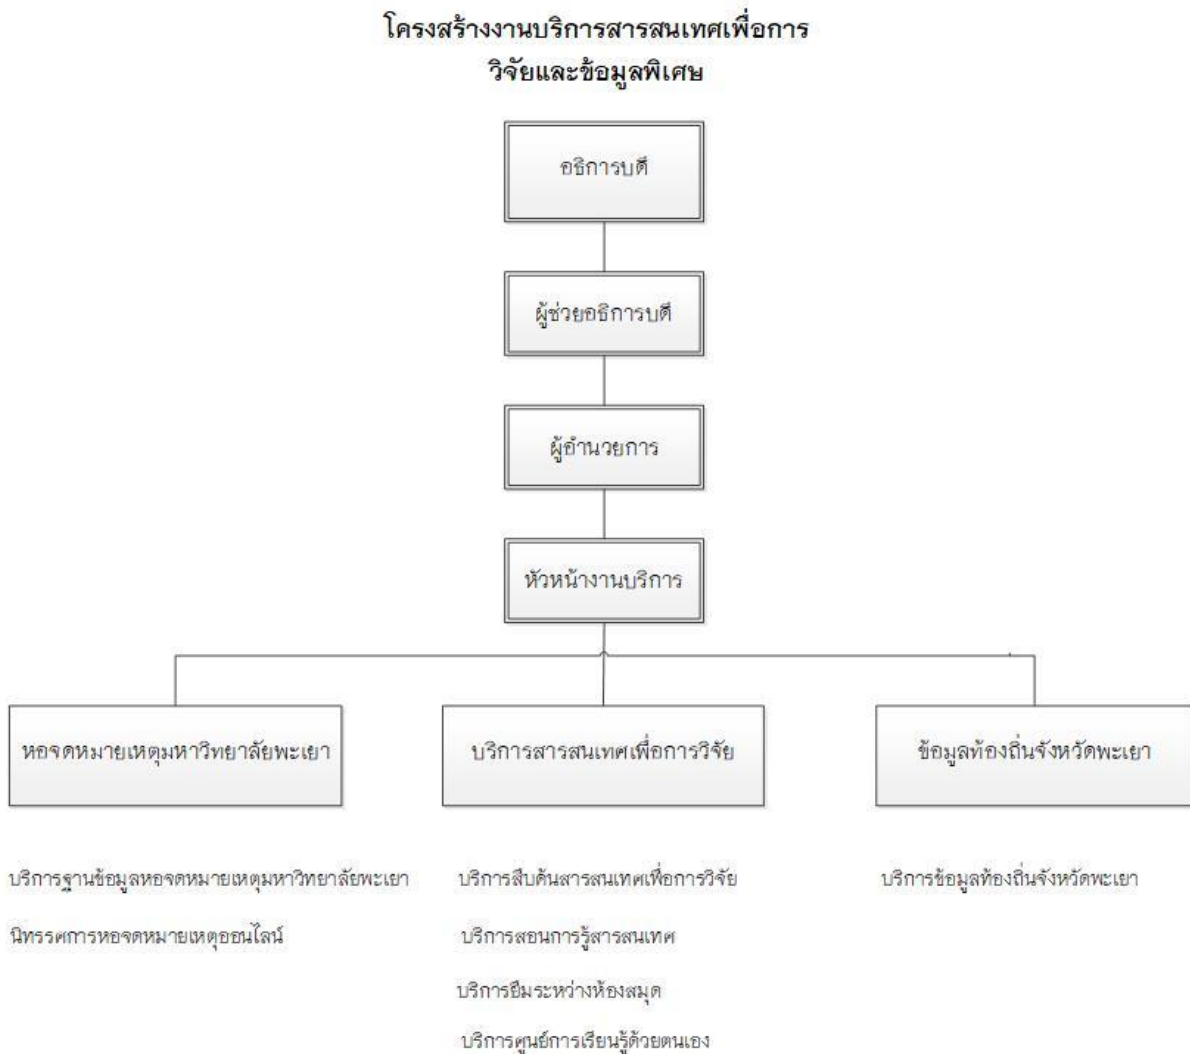 โครงสร้างงานบริการสารสนเทศเพื่อการ
วิจัยและข้อมูลพิเศษ
อธิการบดี
ผู้ช่วยอธิการบดี
ผู้อำนวยการ
หัวหน้างานบริการ
หอจดหมายเหตุมหาวิทยาลัยพะเยา
บริการสารสนเทศเพื่อการวิจัย
ข้อมูลท้องถิ่นจังหวัดพะเยา
บริการฐานข้อมูลหอจดหมายเหตุมหาวิทยาลัยพะเยา
นิทรรศการหอจดหมายเหตุออนไลน์
บริการสืบค้นสารสนเทศเพื่อการวิจัย
บริการสอนการรู้สารสนเทศ
บริการยืมระหว่างห้องสมุด
บริการศูนย์การเรียนรู้ด้วยตนเอง
บริการข้อมูลท้องถิ่นจังหวัดพะเยา